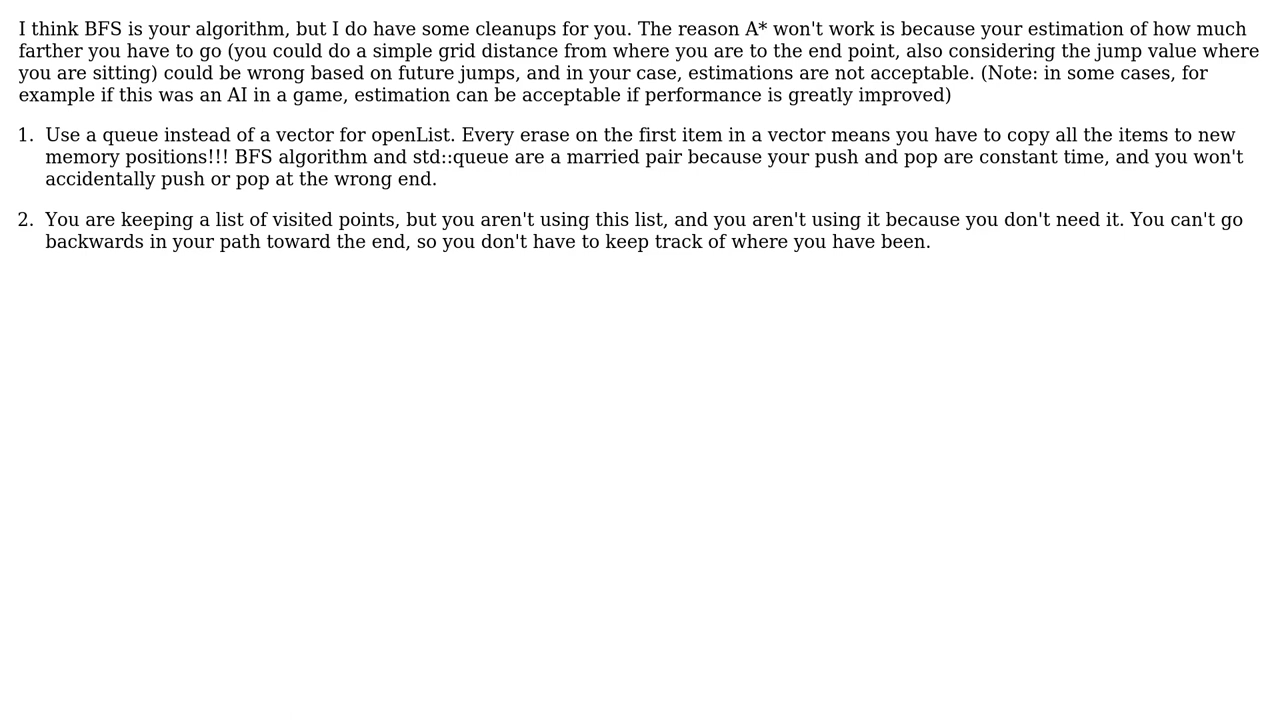 I think BFS is your algorithm, but I do have some cleanups for you. The reason A* won't work is because your estimation of how much
farther you have to go (you could do a simple grid distance from where you are to the end point, also considering the jump value where
you are sitting) could be wrong based on future jumps, and in your case, estimations are not acceptable. (Note: in some cases, for
example if this was an AI in a game, estimation can be acceptable if performance is greatly improved)
1. Use a queue instead of a vector for openList. Every erase on the first item in a vector means you have to copy all the items to new
memory positions!!! BFS algorithm and std::queue are a married pair because your push and pop are constant time, and you won't
accidentally push or pop at the wrong end.
2. You are keeping a list of visited points, but you aren't using this list, and you aren't using it because you don't need it. You can't go
backwards in your path toward the end, so you don't have to keep track of where you have been.